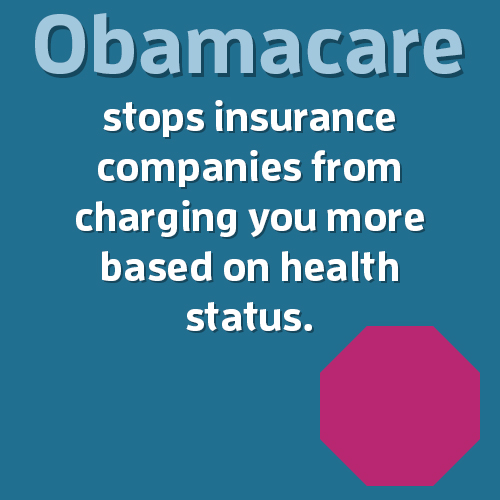 Obamacare
stops insurance
companies from
charging you more
based on health
status.